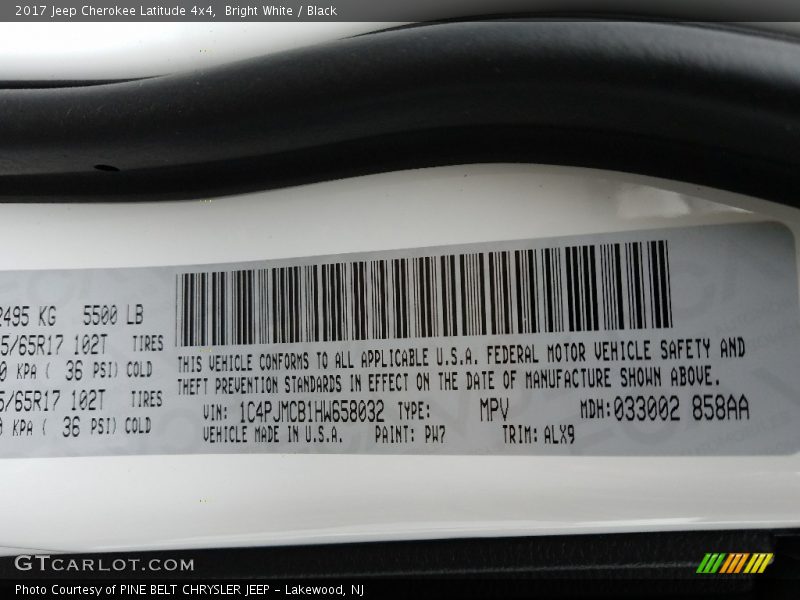 2017 Jeep Cherokee Latitude 4x4, Bright White / Black
2495 KG 5500 LB
5/65R17 102T TIRES
0 KPA ( 36 PSI) COLD
5/65R17 102T TIRES
0 KPA ( 36 PSI) COLD
THIS VEHICLE CONFORMS TO ALL APPLICABLE U.S.A. FEDERAL MOTOR VEHICLE SAFETY AND
THEFT PREVENTION STANDARDS IN EFFECT ON THE DATE OF MANUFACTURE SHOWN ABOVE.
VIN: 1C4PJMCB1HW658032 TYPE: MPV MDH:033002 858AA
VEHICLE MADE IN U.S.A. PAINT: PW7 TRIM: ALX9
GTCARLOT.COM
Photo Courtesy of PINE BELT CHRYSLER JEEP - Lakewood, NJ